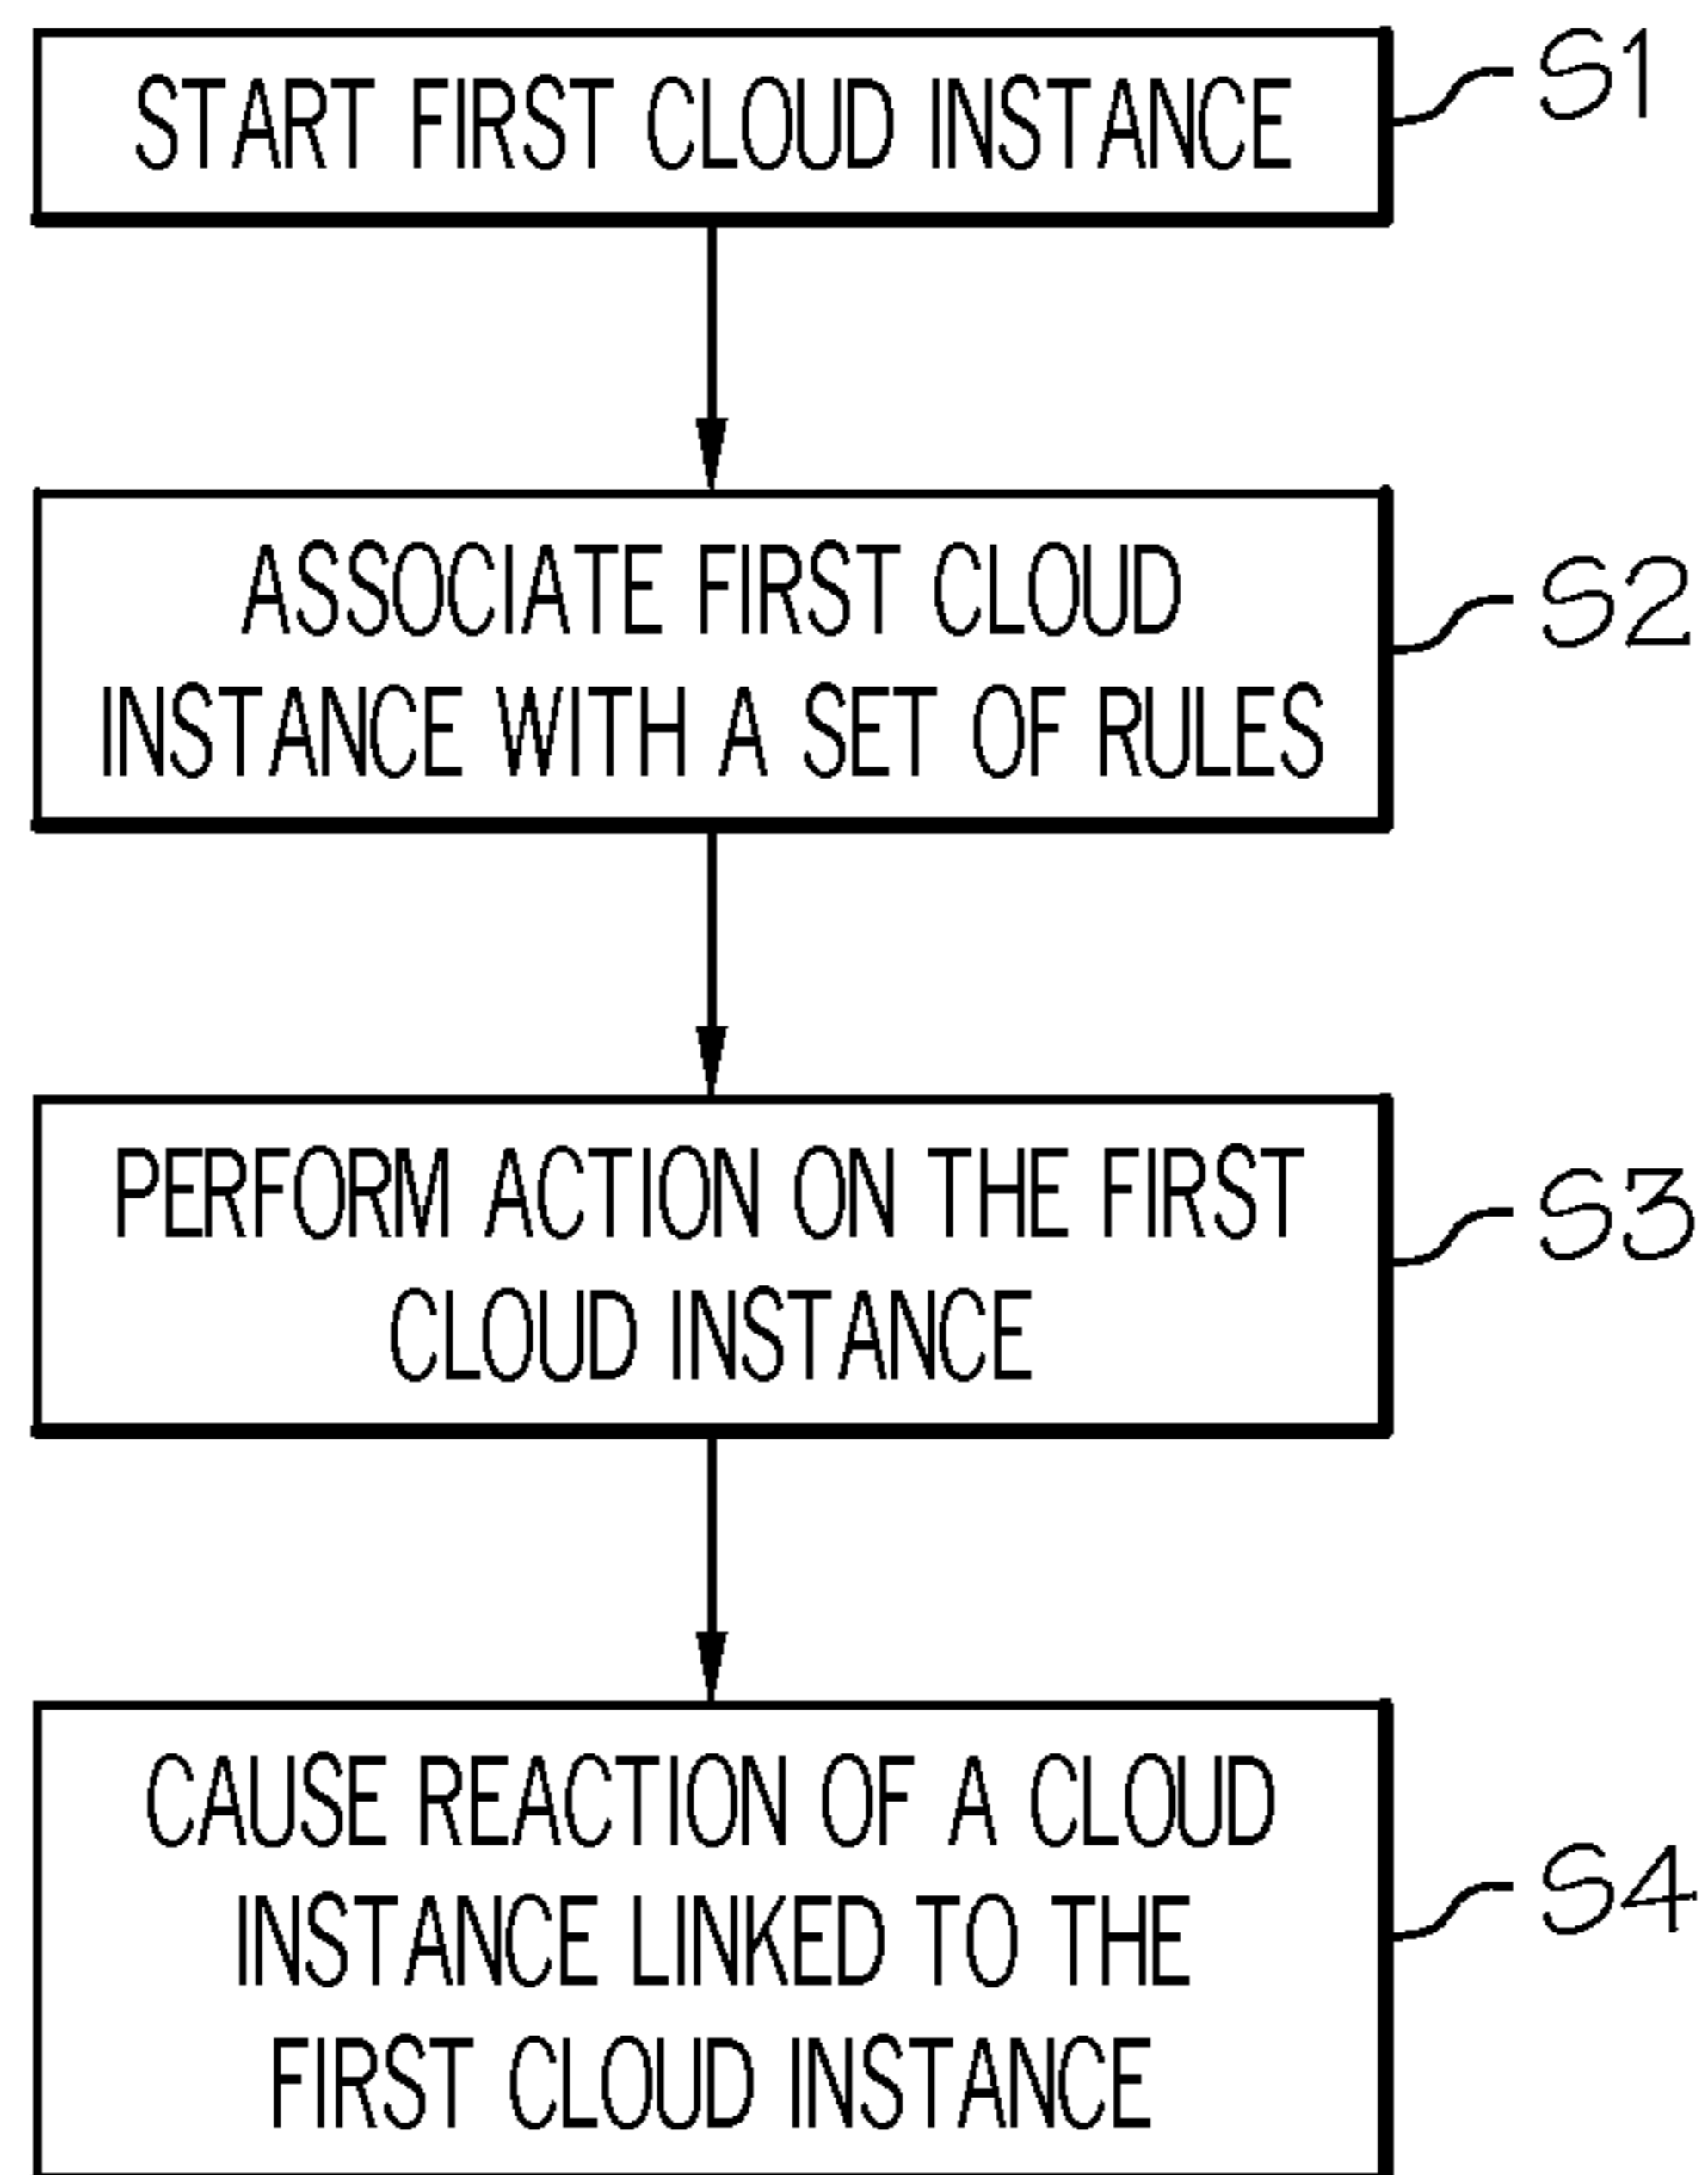 START FIRST CLOUD INSTANCE
S1
ASSOCIATE FIRST CLOUD
INSTANCE WITH A SET OF RULES
S2
PERFORM ACTION ON THE FIRST
CLOUD INSTANCE
S3
CAUSE REACTION OF A CLOUD
INSTANCE LINKED TO THE
FIRST CLOUD INSTANCE
S4